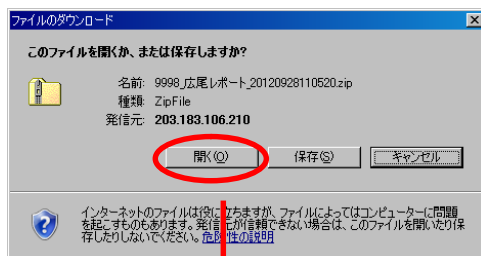 ファイルのダウンロード
このファイルを開くか、または保存しますか?
名前: 9998_広尾レポート_20120928110520.zip
種類: ZipFile
発信元: 203.183.106.210
開く(O) 保存(S) キャンセル
インターネットのファイルは役に立ちますが、ファイルによってはコンピューターに問題
を起こすものもあります。発信元が信頼できない場合は、このファイルを開いたり保
存したりしないでください。危険性の説明